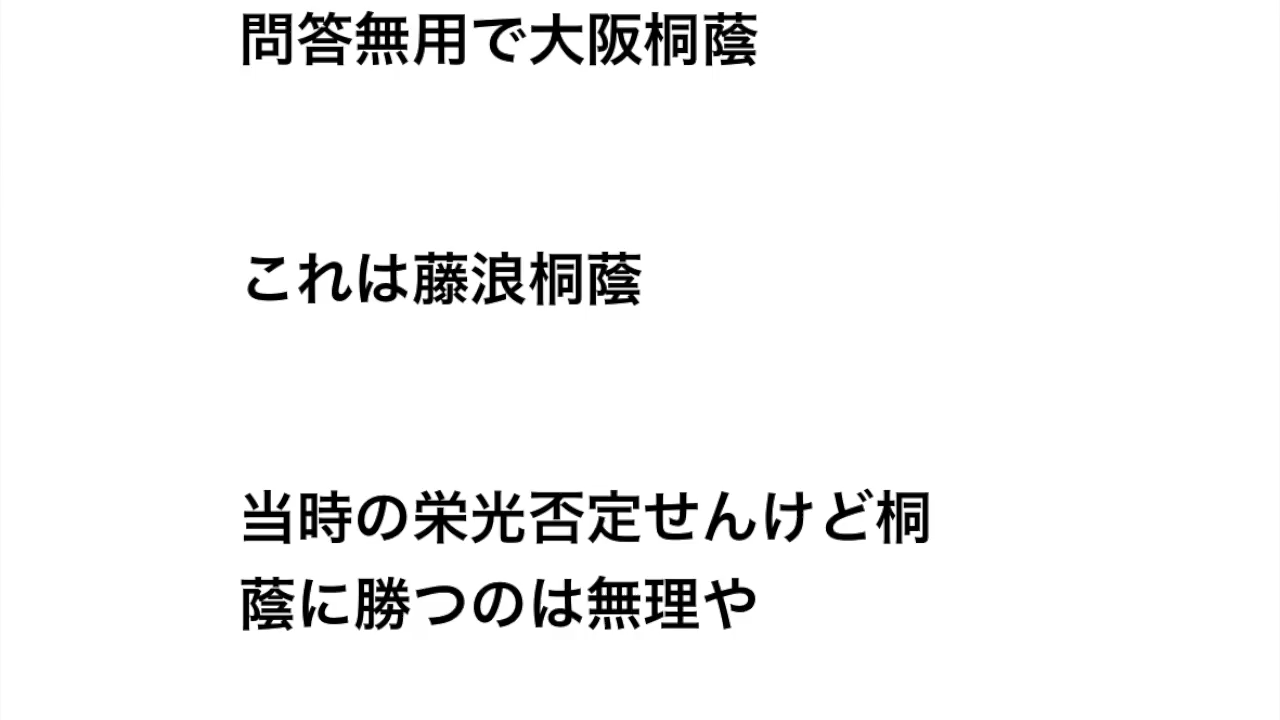 問答無用で大阪桐蔭
これは藤浪桐蔭
当時の栄光否定せんけど桐
蔭に勝つのは無理や